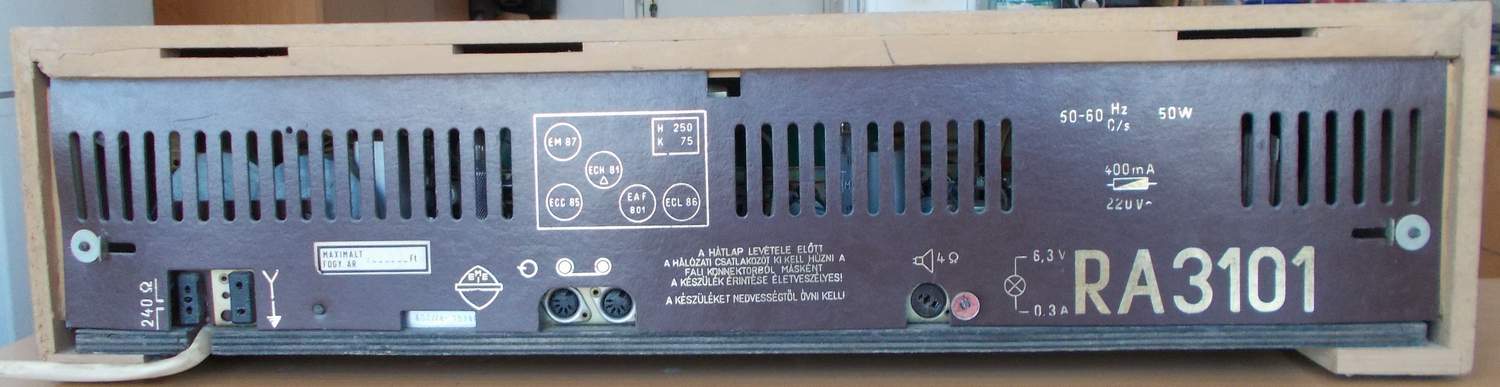 50-60 Hz C/s 50W
EM 87
H 250
K 75
ECH 81
ECC 85
EAF 801
ECL 86
400mA
220V~
MAXIMALT
FOGY. ÁR Ft
A HÁTLAP LEVÉTELE ELŐTT
A HÁLÓZATI CSATLAKOZÓT KI KELL HÚZNI A
FALI KONNEKTORBÓL MÁSKÉNT
A KÉSZÜLÉK ÉRINTÉSE ÉLETVESZÉLYES!
A KÉSZÜLÉKET NEDVESSÉGTŐL ÓVNI KELL!
240 Ω
4 Ω
6,3 V
0.3 A
RA3101